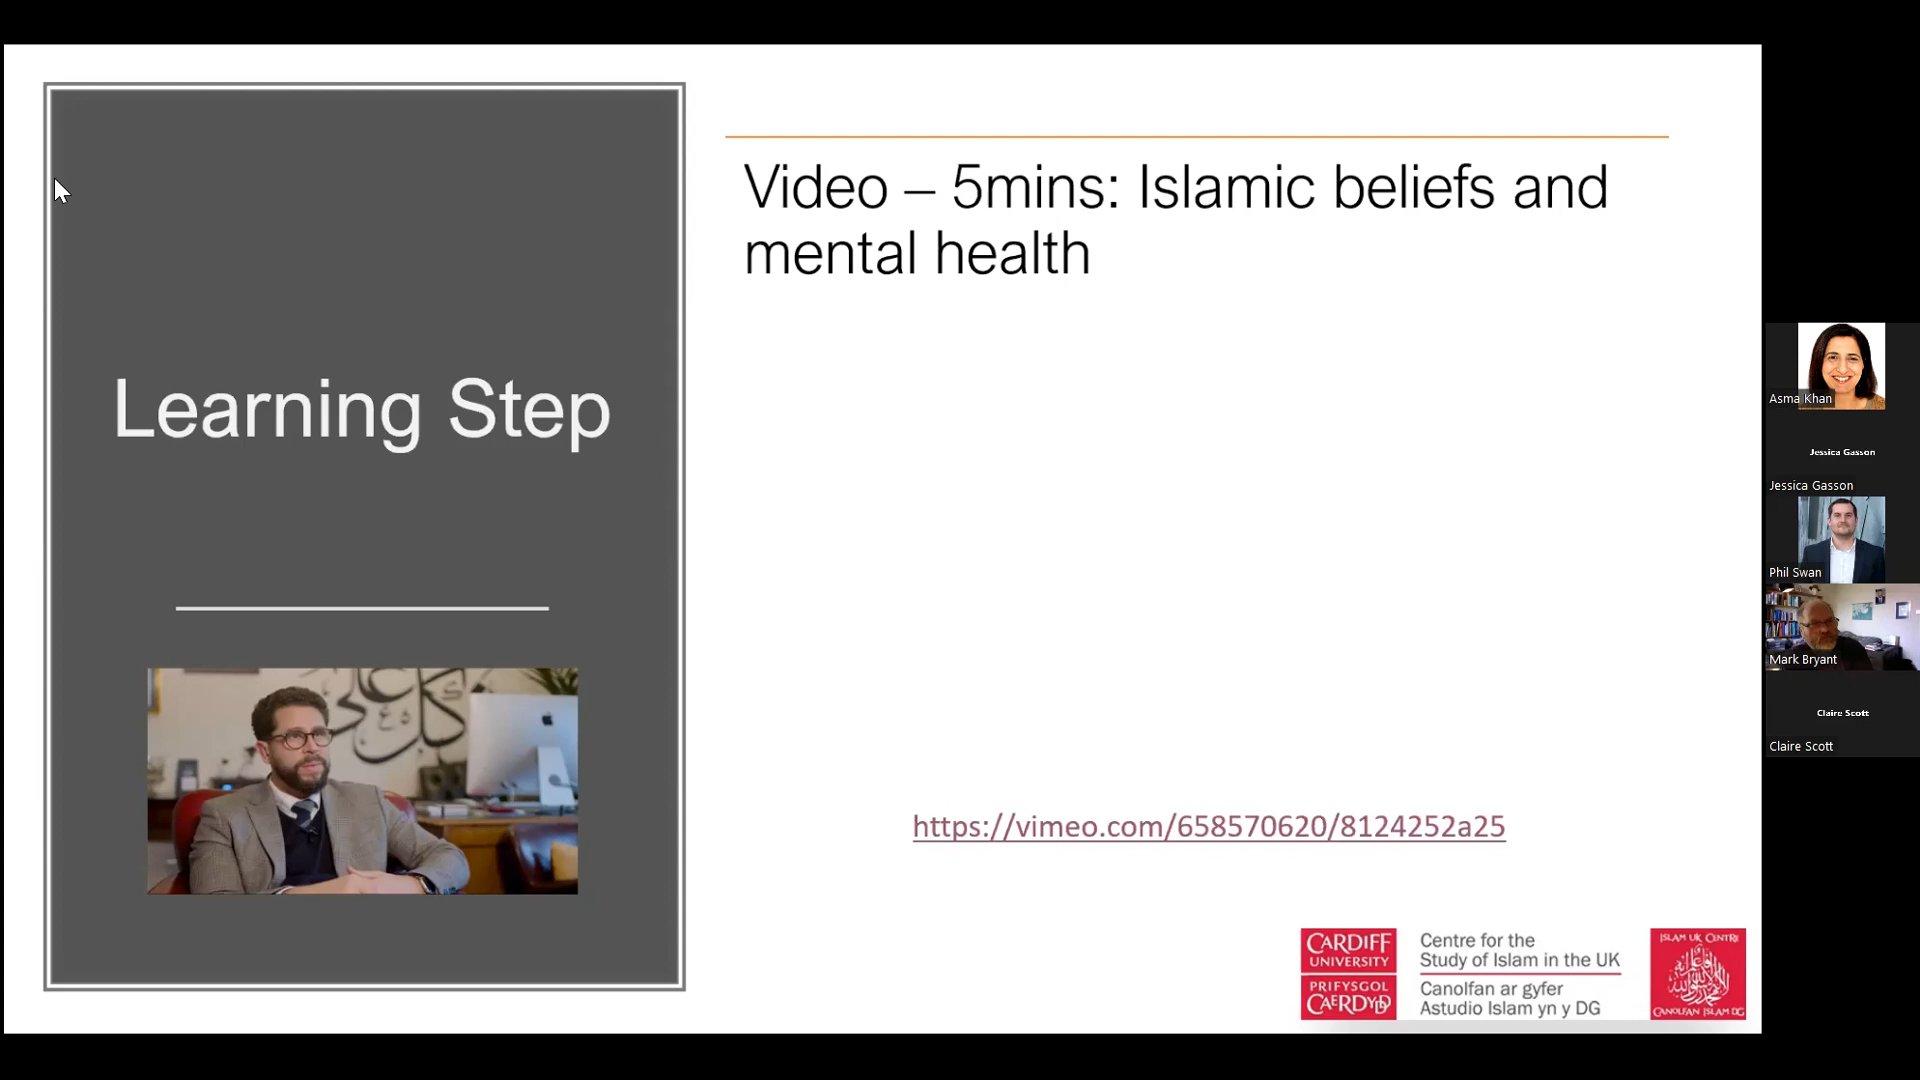 Learning Step
Video – 5mins: Islamic beliefs and
mental health
https://vimeo.com/658570620/8124252a25
CARDIFF
UNIVERSITY
PRIFYSGOL
CAERDYDD
Centre for the
Study of Islam in the UK
Canolfan ar gyfer
Astudio Islam yn y DG
ISLAM UK CENTRE
CANOLFAN ISLAM DG
Asma Khan
Jessica Gasson
Jessica Gasson
Phil Swan
Mark Bryant
Claire Scott
Claire Scott